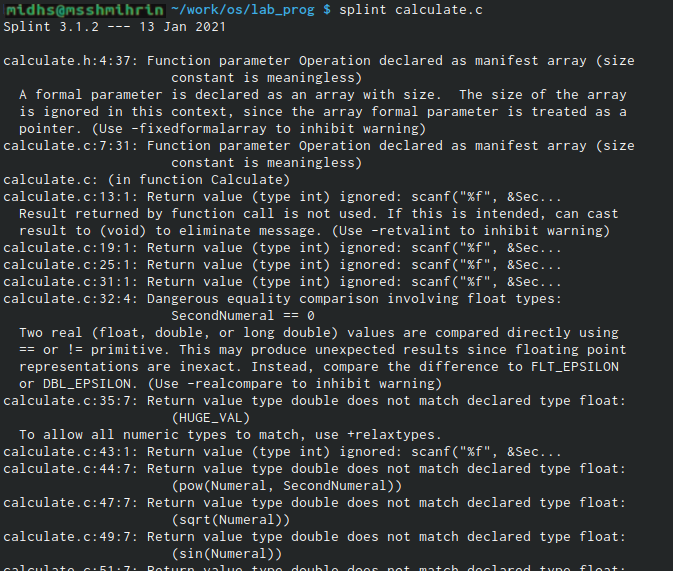 midhs@msshmihrin ~/work/os/lab_prog $ splint calculate.c
Splint 3.1.2 --- 13 Jan 2021
calculate.h:4:37: Function parameter Operation declared as manifest array (size
constant is meaningless)
A formal parameter is declared as an array with size.  The size of the array
is ignored in this context, since the array formal parameter is treated as a
pointer. (Use -fixedformalarray to inhibit warning)
calculate.c:7:31: Function parameter Operation declared as manifest array (size
constant is meaningless)
calculate.c: (in function Calculate)
calculate.c:13:1: Return value (type int) ignored: scanf("%f", &Sec...
Result returned by function call is not used. If this is intended, can cast
result to (void) to eliminate message. (Use -retvalint to inhibit warning)
calculate.c:19:1: Return value (type int) ignored: scanf("%f", &Sec...
calculate.c:25:1: Return value (type int) ignored: scanf("%f", &Sec...
calculate.c:31:1: Return value (type int) ignored: scanf("%f", &Sec...
calculate.c:32:4: Dangerous equality comparison involving float types:
SecondNumeral == 0
Two real (float, double, or long double) values are compared directly using
== or != primitive. This may produce unexpected results since floating point
representations are inexact. Instead, compare the difference to FLT_EPSILON
or DBL_EPSILON. (Use -realcompare to inhibit warning)
calculate.c:35:7: Return value type double does not match declared type float:
(HUGE_VAL)
To allow all numeric types to match, use +relaxtypes.
calculate.c:43:1: Return value (type int) ignored: scanf("%f", &Sec...
calculate.c:44:7: Return value type double does not match declared type float:
(pow(Numeral, SecondNumeral))
calculate.c:47:7: Return value type double does not match declared type float:
(sqrt(Numeral))
calculate.c:49:7: Return value type double does not match declared type float:
(sin(Numeral))
calculate.c:51:7: Return value type double does not match declared type float: